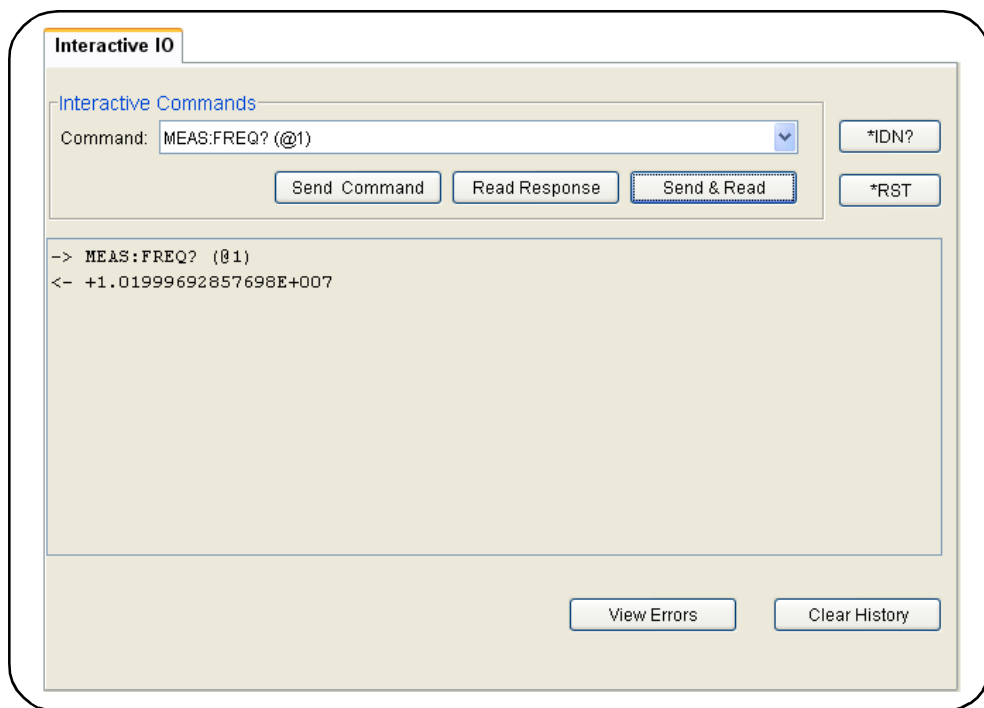 Interactive IO
Interactive Commands
Command: MEAS:FREQ? (@1)
*IDN?
Send Command Read Response Send & Read
*RST
-> MEAS:FREQ? (@1)
<- +1.01999692857698E+007
View Errors Clear History